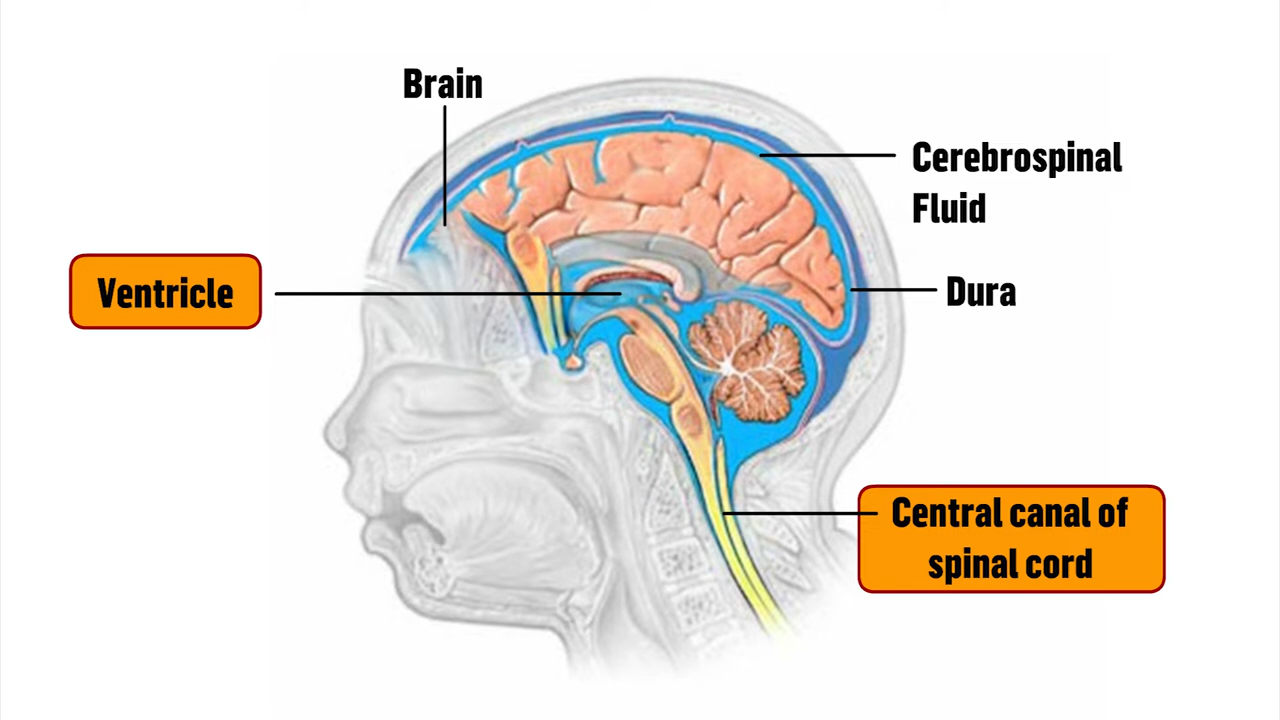 Brain
Cerebrospinal
Fluid
Ventricle
Dura
Central canal of
spinal cord